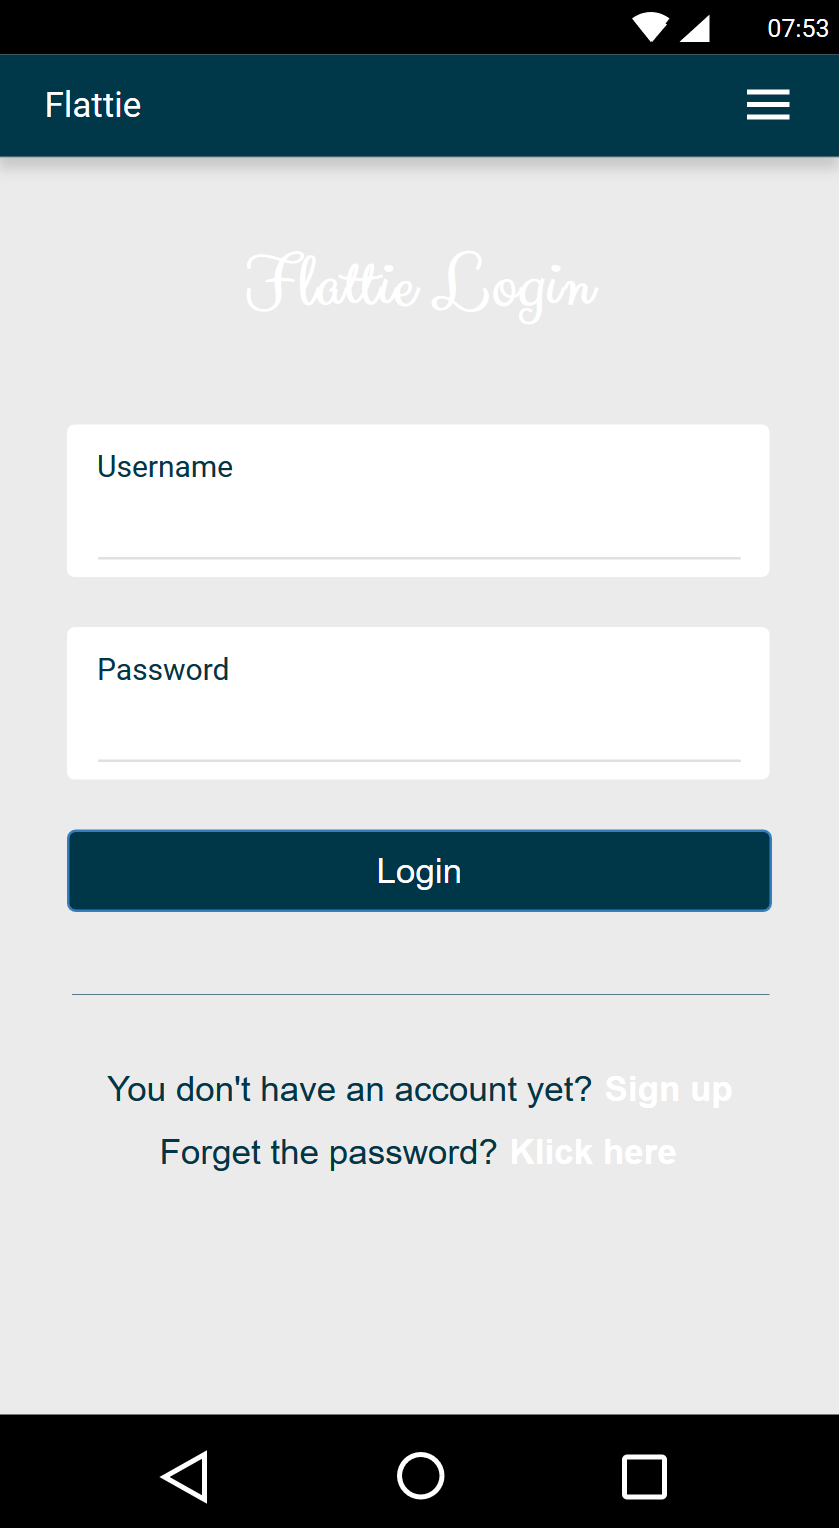 07:53
Flattie
Flattie Login
Username
Password
Login
You don't have an account yet? Sign up
Forget the password? Klick here